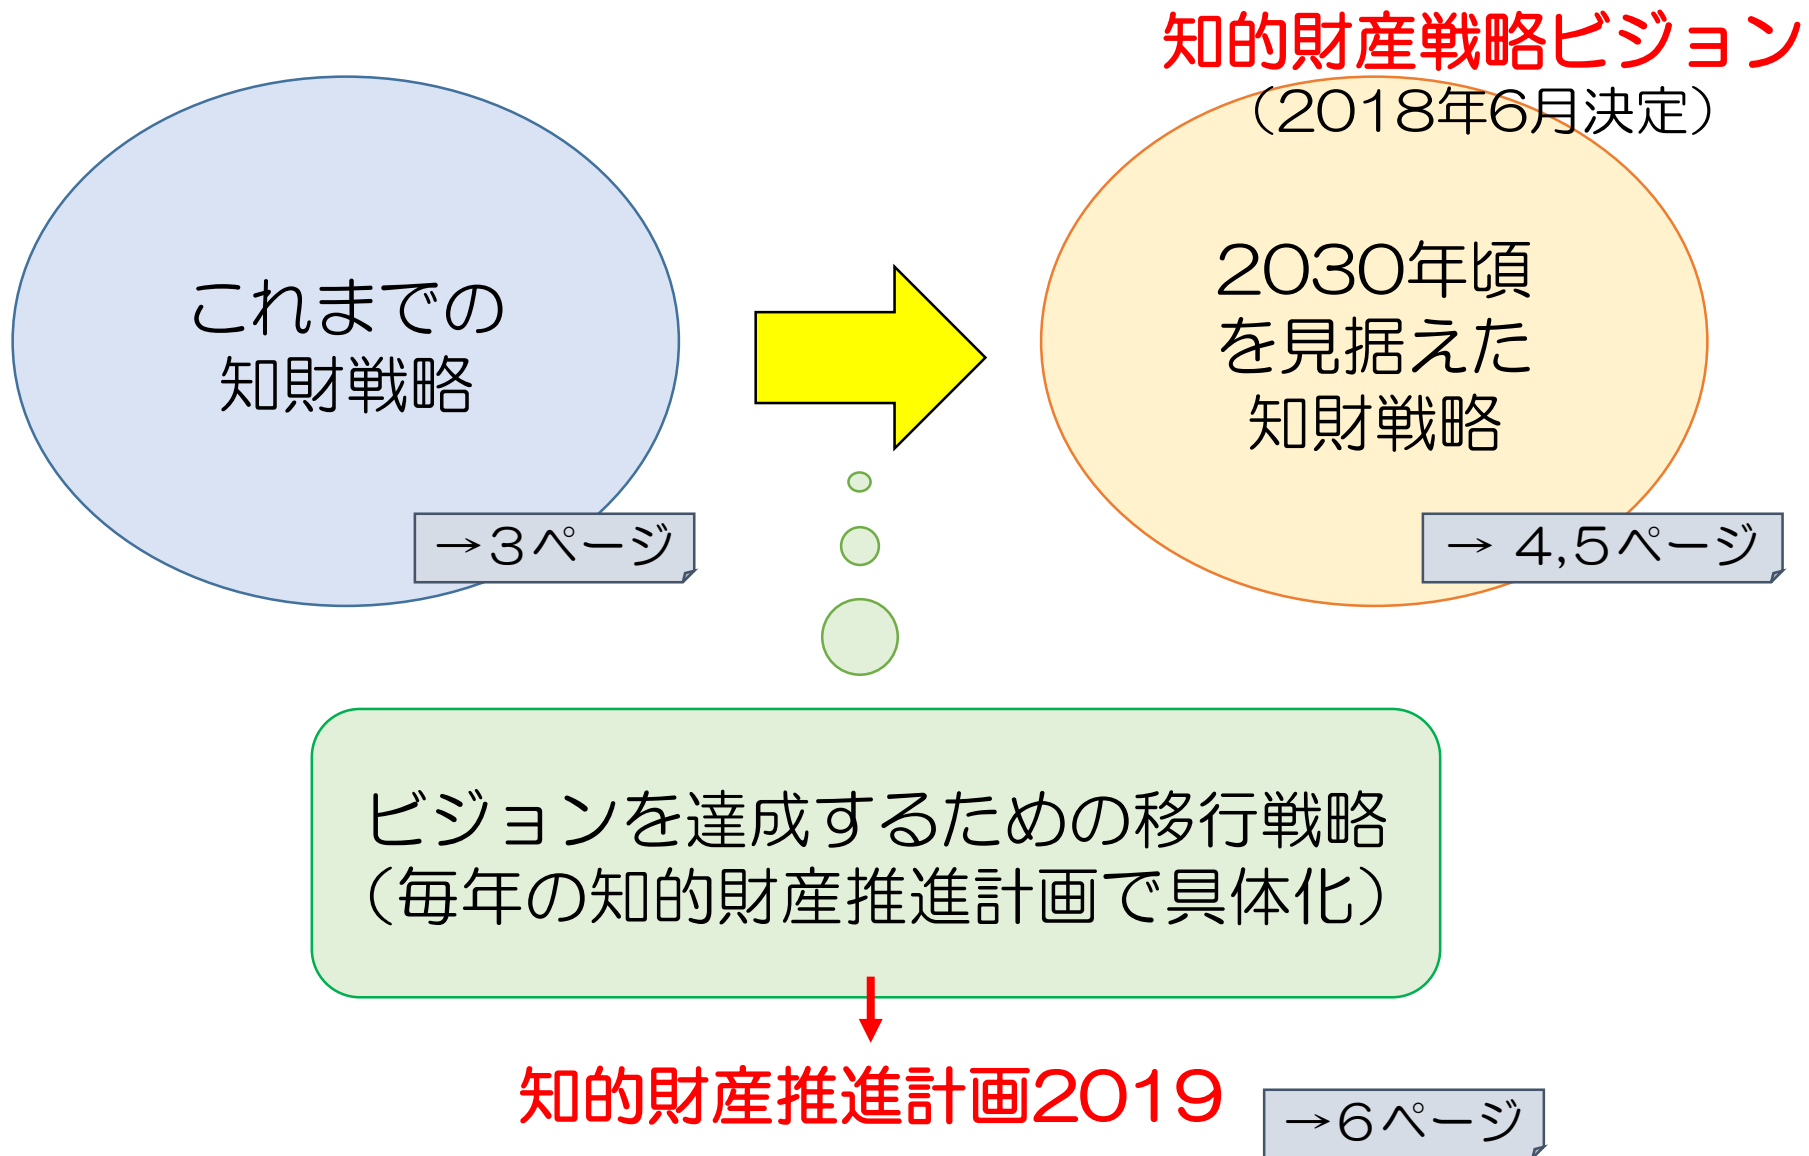 知的財産戦略ビジョン
（2018年6月決定）
これまでの
知財戦略
→3ページ
2030年頃
を見据えた
知財戦略
→ 4,5ページ
ビジョンを達成するための移行戦略
（毎年の知的財産推進計画で具体化）
知的財産推進計画2019
→6ページ